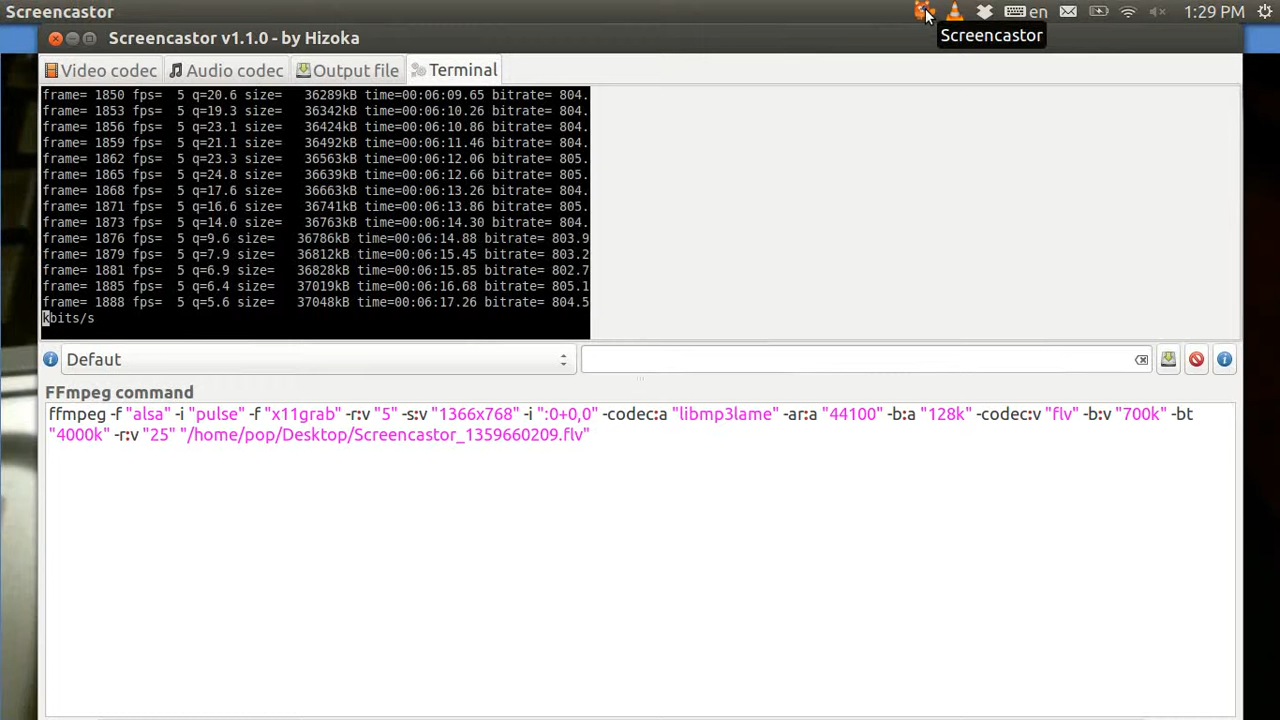 Screencastor
en
1:29 PM
Screencastor
Screencastor v1.1.0 - by Hizoka
Video codec
Audio codec
Output file
Terminal
frame= 1850 fps=  5 q=20.6 size=   36289kB time=00:06:09.65 bitrate= 804.
frame= 1853 fps=  5 q=19.3 size=   36342kB time=00:06:10.26 bitrate= 804.
frame= 1856 fps=  5 q=23.1 size=   36424kB time=00:06:10.86 bitrate= 804.
frame= 1859 fps=  5 q=21.1 size=   36492kB time=00:06:11.46 bitrate= 804.
frame= 1862 fps=  5 q=23.3 size=   36563kB time=00:06:12.06 bitrate= 805.
frame= 1865 fps=  5 q=24.8 size=   36639kB time=00:06:12.66 bitrate= 805.
frame= 1868 fps=  5 q=17.6 size=   36663kB time=00:06:13.26 bitrate= 804.
frame= 1871 fps=  5 q=16.6 size=   36741kB time=00:06:13.86 bitrate= 805.
frame= 1873 fps=  5 q=14.0 size=   36763kB time=00:06:14.30 bitrate= 804.
frame= 1876 fps=  5 q=9.6 size=   36786kB time=00:06:14.88 bitrate= 803.9
frame= 1879 fps=  5 q=7.9 size=   36812kB time=00:06:15.45 bitrate= 803.2
frame= 1881 fps=  5 q=6.9 size=   36828kB time=00:06:15.85 bitrate= 802.7
frame= 1885 fps=  5 q=6.4 size=   37019kB time=00:06:16.68 bitrate= 805.1
frame= 1888 fps=  5 q=5.6 size=   37048kB time=00:06:17.26 bitrate= 804.5
kbits/s
Defaut
FFmpeg command
ffmpeg -f "alsa" -i "pulse" -f "x11grab" -r:v "5" -s:v "1366x768" -i ":0+0,0" -codec:a "libmp3lame" -ar:a "44100" -b:a "128k" -codec:v "flv" -b:v "700k" -bt
"4000k" -r:v "25" "/home/pop/Desktop/Screencastor_1359660209.flv"